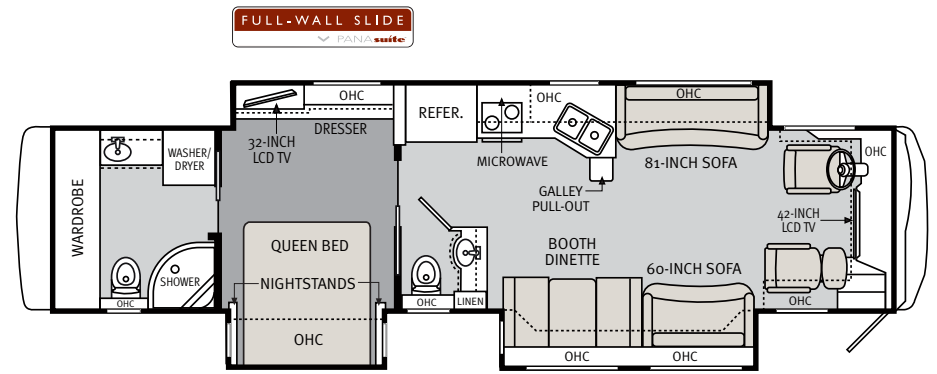 FULL-WALL SLIDE
PANAsuite
OHC
REFER.
OHC
OHC
DRESSER
32-INCH
LCD TV
WASHER/
DRYER
MICROWAVE
81-INCH SOFA
OHC
GALLEY
PULL-OUT
WARDROBE
42-INCH
LCD TV
QUEEN BED
BOOTH
DINETTE
60-INCH SOFA
SHOWER
NIGHTSTANDS
OHC
OHC
LINEN
OHC
OHC
OHC
OHC